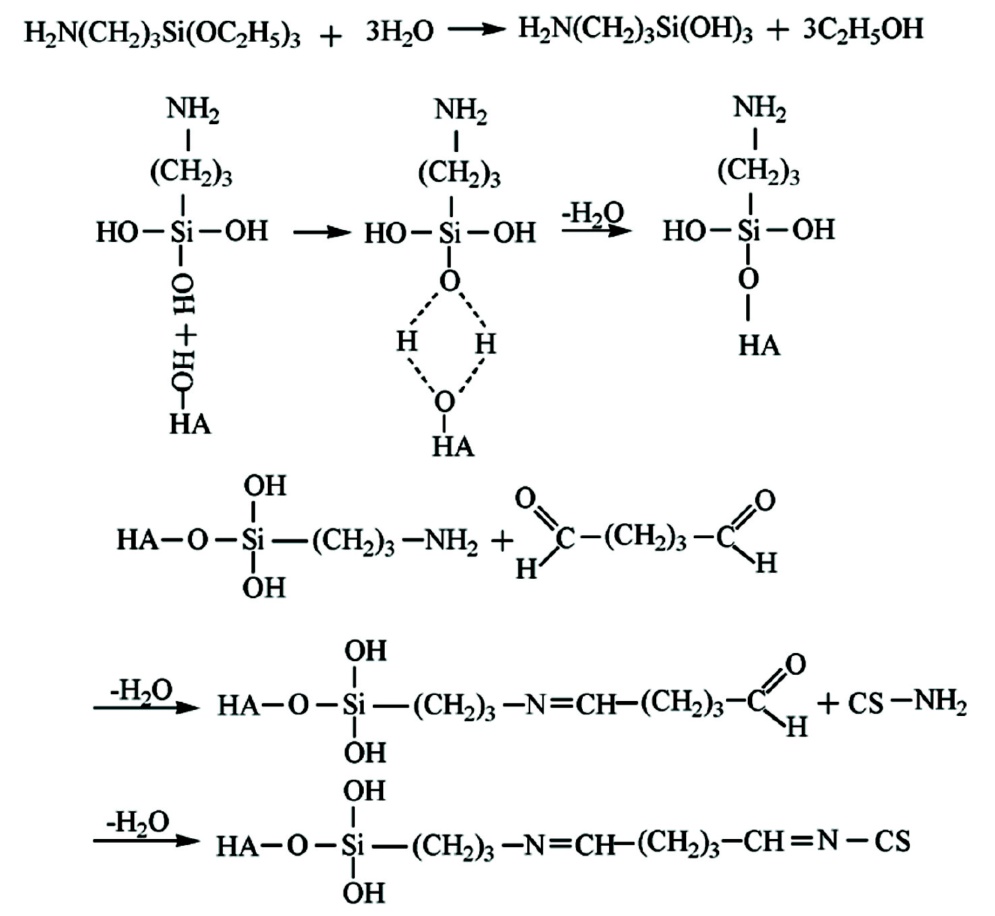 H₂N(CH₂)₃Si(OC₂H₅)₃ + 3H₂O → H₂N(CH₂)₃Si(OH)₃ + 3C₂H₅OH
NH₂ NH₂ NH₂
(CH₂)₃ (CH₂)₃ (CH₂)₃
HO—Si—OH → HO—Si—OH -H₂O → HO—Si—OH
OH + HO—HA
O
H H
O
HA
O
HA
OH
HA—O—Si—(CH₂)₃—NH₂ + O=C—(CH₂)₃—C=O
OH H H
OH
-H₂O → HA—O—Si—(CH₂)₃—N=CH—(CH₂)₃—C=O + CS—NH₂
OH H
OH
-H₂O → HA—O—Si—(CH₂)₃—N=CH—(CH₂)₃—CH=N—CS
OH